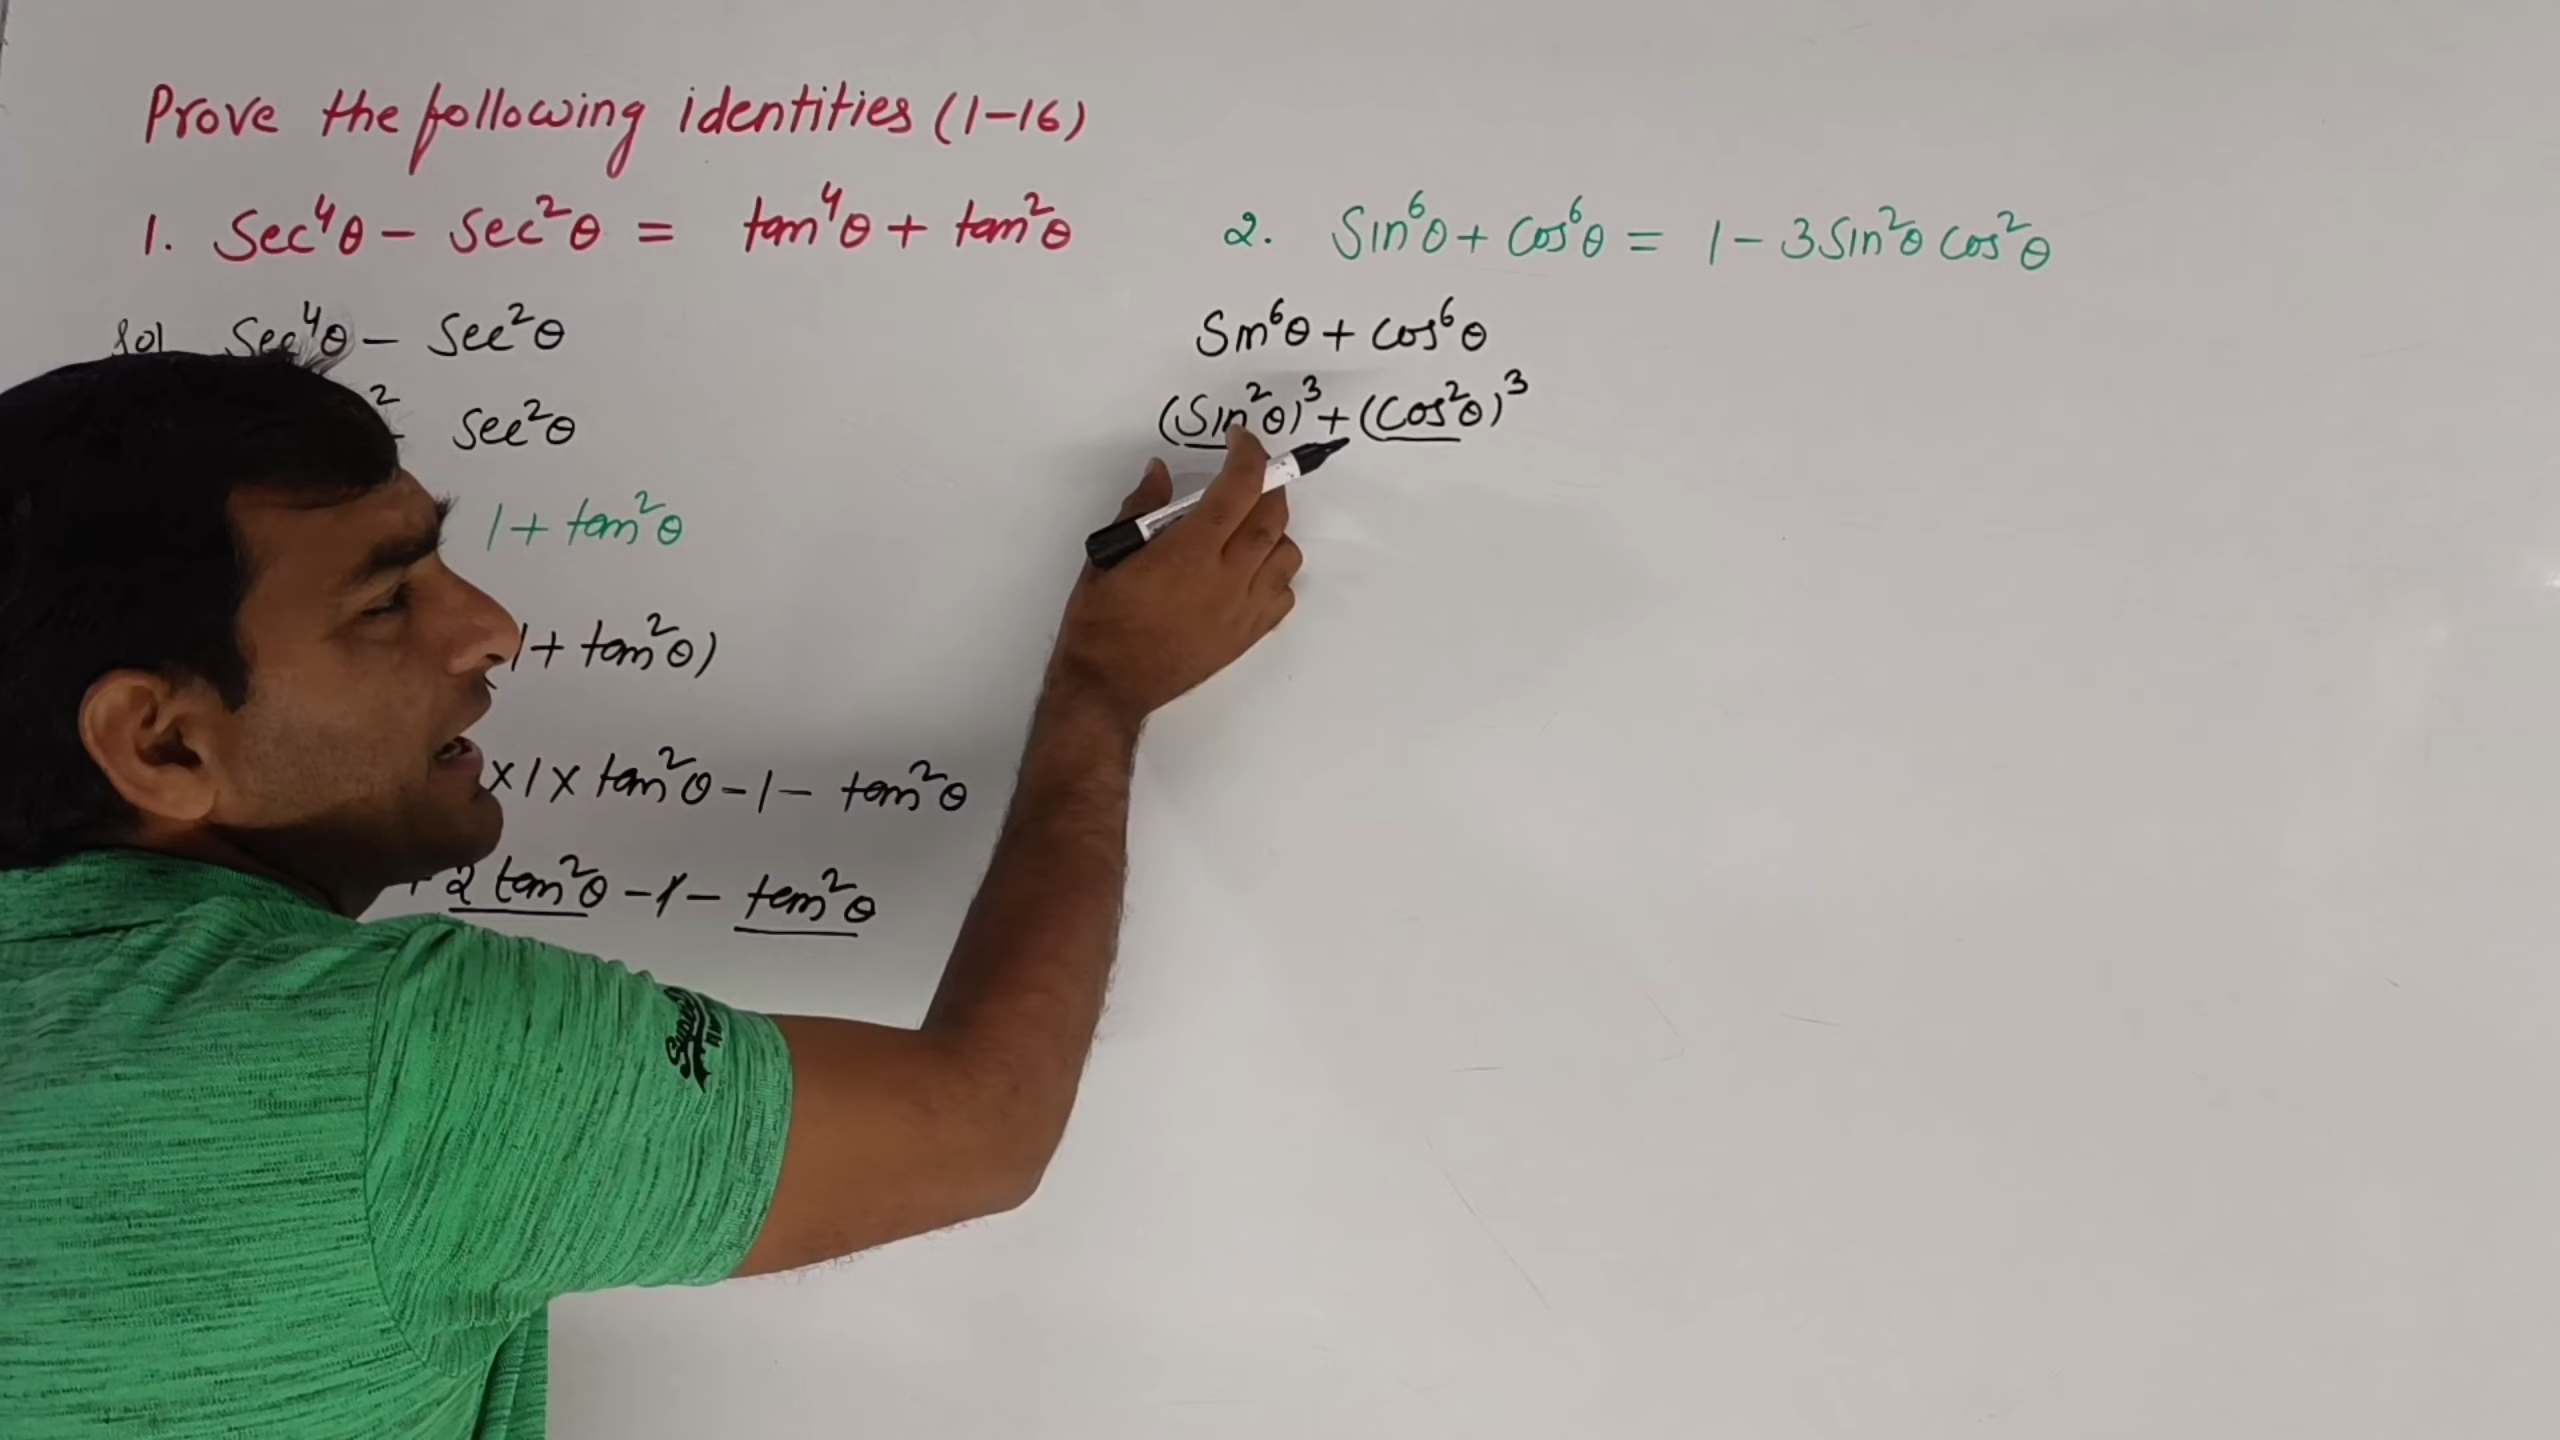 Prove the following identities (1-16)
1. Sec⁴θ - Sec²θ = tan⁴θ + tan²θ
Sol Sec⁴θ - Sec²θ
2 - Sec²θ
1 + tan²θ
(1 + tan²θ)
×1× tan²θ - 1 - tan²θ
+ 2 tan²θ - 1 - tan²θ
2. Sin⁶θ + Cos⁶θ = 1 - 3Sin²θ Cos²θ
Sin⁶θ + Cos⁶θ
(Sin²θ)³ + (Cos²θ)³